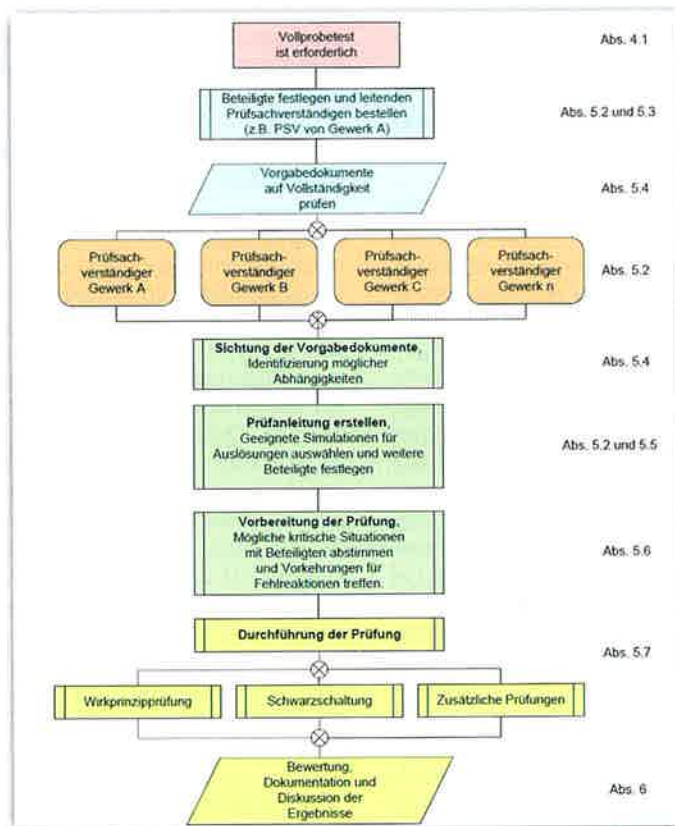 Vollprobetest
ist erforderlich
Abs. 4.1
Beteiligte festlegen und leitenden
Prüfsachverständigen bestellen
(z.B. PSV von Gewerk A)
Abs. 5.2 und 5.3
Vorgabedokumente
auf Vollständigkeit
prüfen
Abs. 5.4
Prüfsach-
verständiger
Gewerk A
Prüfsach-
verständiger
Gewerk B
Prüfsach-
verständiger
Gewerk C
Prüfsach-
verständiger
Gewerk n
Abs. 5.2
Sichtung der Vorgabedokumente,
Identifizierung möglicher
Abhängigkeiten
Abs. 5.4
Prüfanleitung erstellen,
Geeignete Simulationen für
Auslösungen auswählen und weitere
Beteiligte festlegen
Abs. 5.2 und 5.5
Vorbereitung der Prüfung,
Mögliche kritische Situationen
mit Beteiligten abstimmen
und Vorkehrungen für
Fehlreaktionen treffen.
Abs. 5.6
Durchführung der Prüfung
Abs. 5.7
Wirkprinzipprüfung
Schwarzschaltung
Zusätzliche Prüfungen
Bewertung,
Dokumentation und
Diskussion der
Ergebnisse
Abs. 6